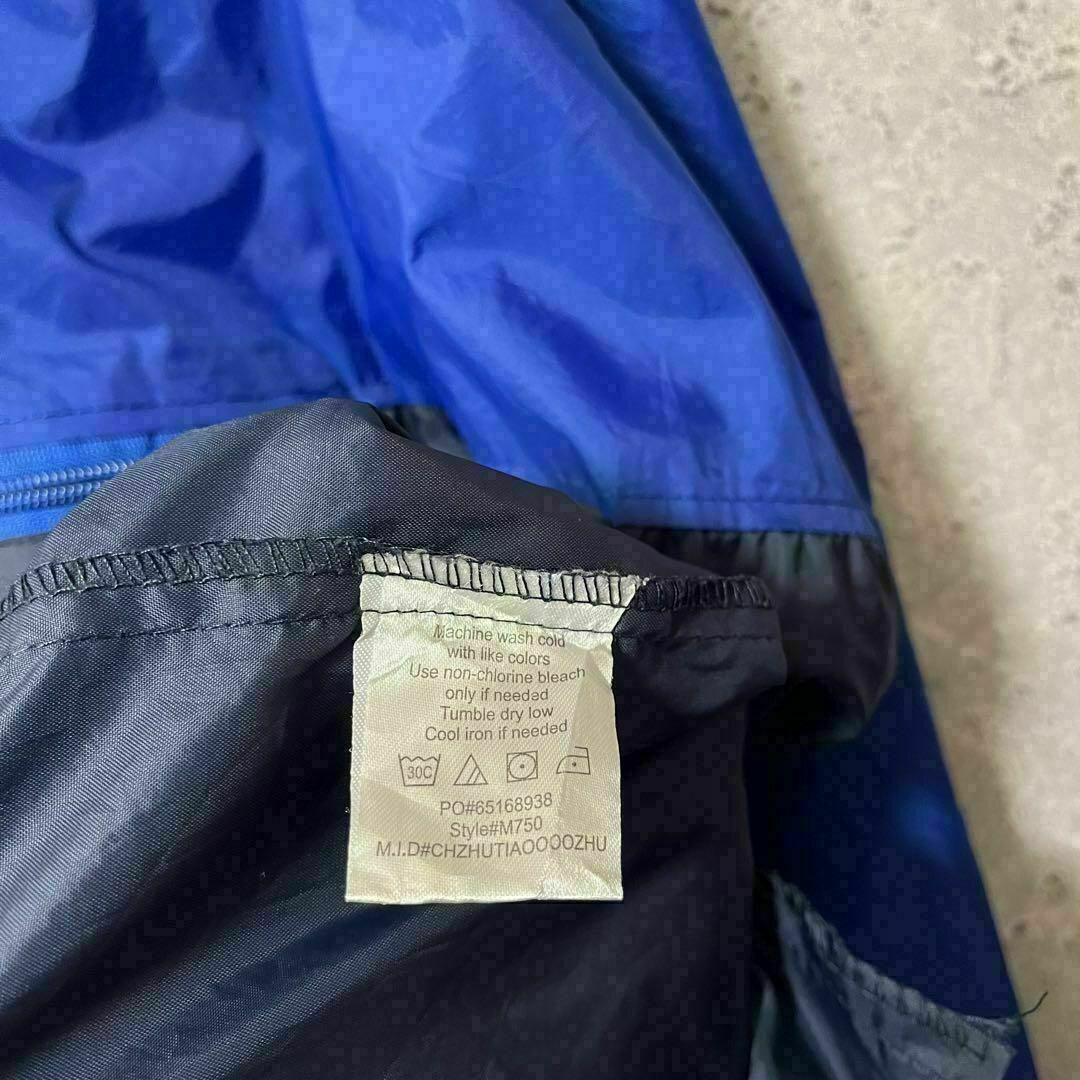 Machine wash cold
with like colors
Use non-chlorine bleach
only if needad
Tumble dry low
Cool iron if needed
30C
PO#65168938
Style#M750
M.I.D#CHZHUTIAOOOOZHU